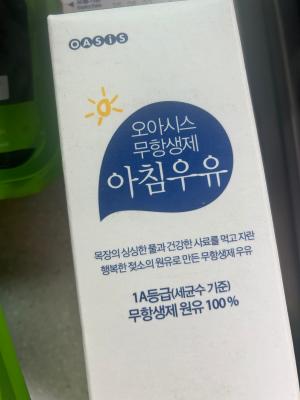 OASIS
오아시스
무항생제
아침우유
목장의 싱싱한 풀과 건강한 사료를 먹고 자란
행복한 젖소의 원유로 만든 무항생제 우유
1A등급(세균수 기준)
무항생제 원유 100%